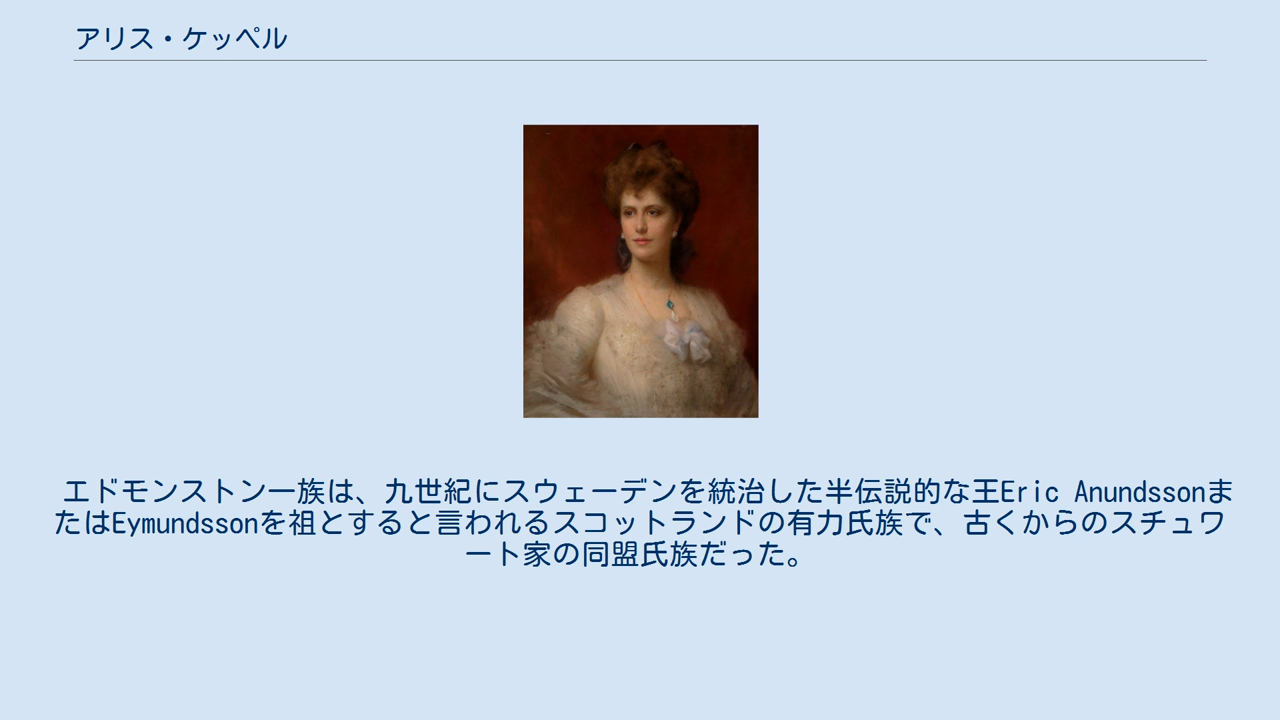 アリス・ケッペル
エドモンストン一族は、九世紀にスウェーデンを統治した半伝説的な王Eric Anundssonま
たはEymundssonを祖とすると言われるスコットランドの有力氏族で、古くからのスチュワ
ート家の同盟氏族だった。